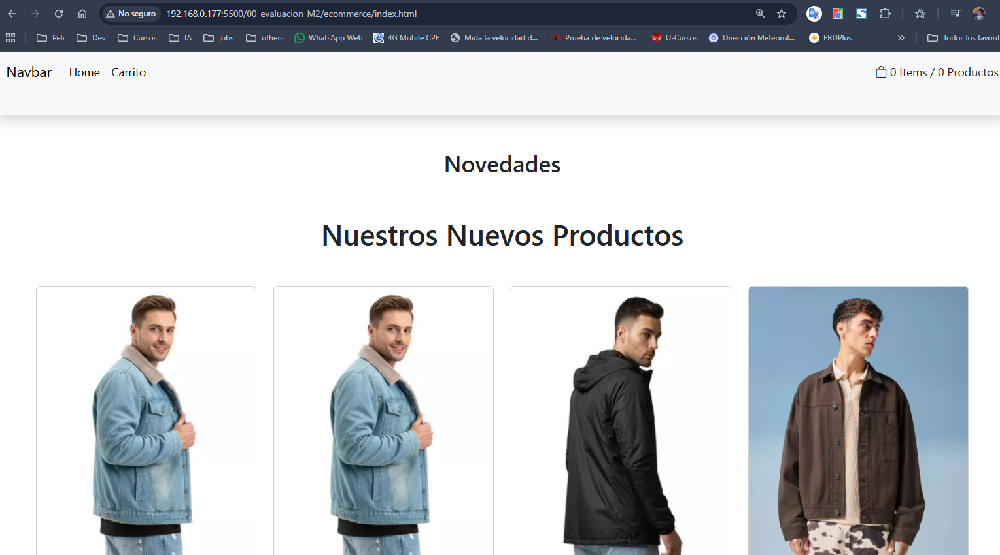 No seguro 192.168.0.177:5500/00_evaluacion_M2/ecommerce/index.html
Peli Dev Cursos IA jobs others WhatsApp Web 4G Mobile CPE Mida la velocidad d... Prueba de velocida... U-Cursos Dirección Meteorol... ERDPlus » Todos los favorit
Navbar Home Carrito 0 Items / 0 Productos
Novedades
Nuestros Nuevos Productos